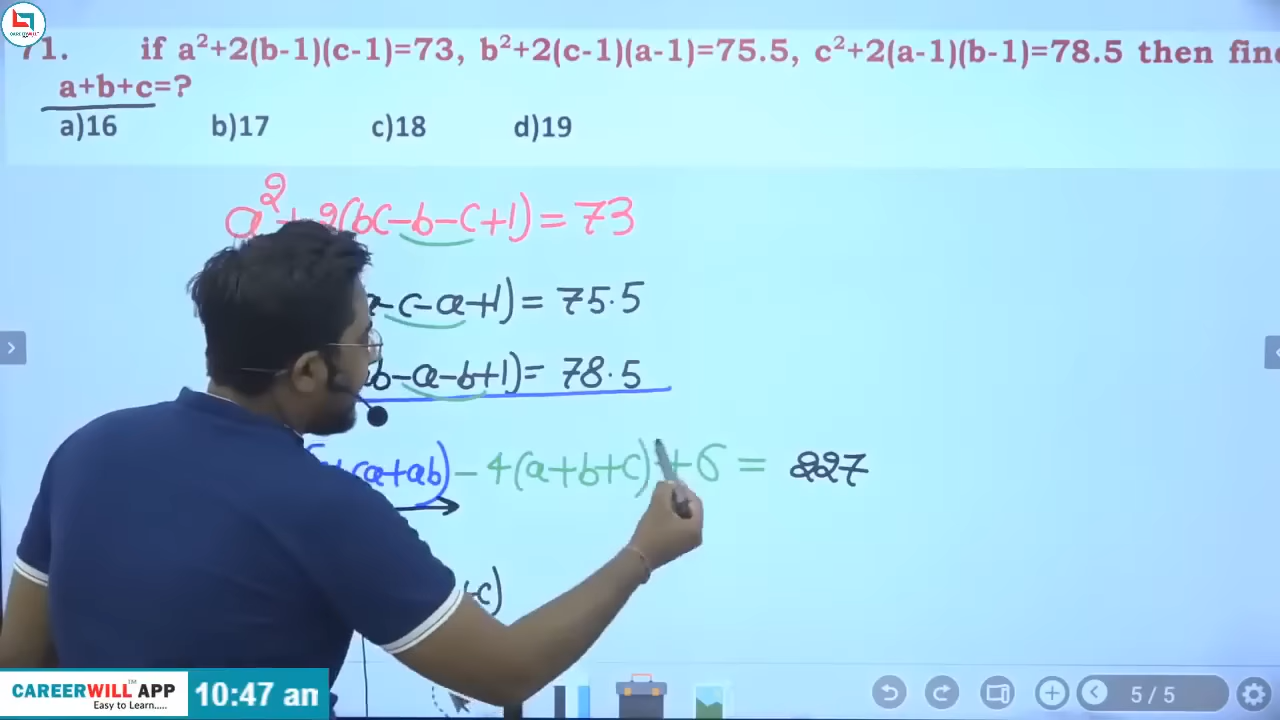 71. if a²+2(b-1)(c-1)=73, b²+2(c-1)(a-1)=75.5, c²+2(a-1)(b-1)=78.5 then find
a+b+c=?
a)16 b)17 c)18 d)19
a²+2(bc-b-c+1)=73
-c-a+1)=75.5
b-a-b+1)=78.5
+ca+ab)-4(a+b+c)+6=227
c)
CAREERWILL™ APP
Easy to Learn.....
10:47 am
5 / 5